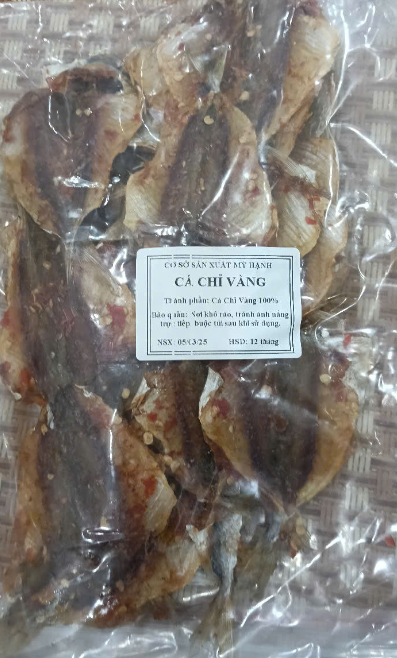 CƠ SỞ SẢN XUẤT MỸ HẠNH
CÁ CHỈ VÀNG
Thành phần: Cá Chỉ Vàng 100%
Bảo quản: Nơi khô ráo, tránh ánh nắng
trực tiếp buộc túi sau khi sử dụng.
NSX: 05/03/25 HSD: 12 tháng